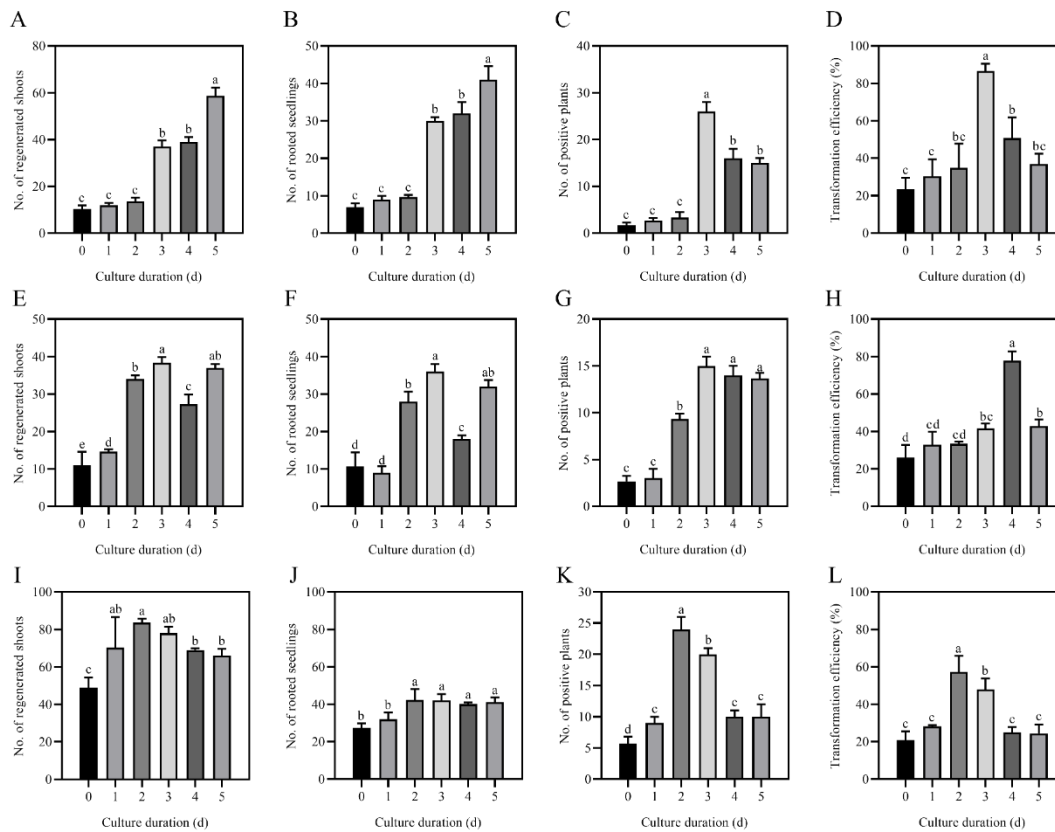 A
No. of regenerated shoots
80
60
40
20
0
c c c b b a
0 1 2 3 4 5
Culture duration (d)
B
No. of rooted seedlings
50
40
30
20
10
0
c c c b b a
0 1 2 3 4 5
Culture duration (d)
C
No. of positive plants
40
30
20
10
0
c c c a b b
0 1 2 3 4 5
Culture duration (d)
D
Transformation efficiency (%)
100
80
60
40
20
0
c c bc a b bc
0 1 2 3 4 5
Culture duration (d)
E
No. of regenerated shoots
50
40
30
20
10
0
e d b a c ab
0 1 2 3 4 5
Culture duration (d)
F
No. of rooted seedlings
50
40
30
20
10
0
d d b a c ab
0 1 2 3 4 5
Culture duration (d)
G
No. of positive plants
20
15
10
5
0
c c b a a a
0 1 2 3 4 5
Culture duration (d)
H
Transformation efficiency (%)
100
80
60
40
20
0
d cd cd bc a b
0 1 2 3 4 5
Culture duration (d)
I
No. of regenerated shoots
100
80
60
40
20
0
c ab a ab b b
0 1 2 3 4 5
Culture duration (d)
J
No. of rooted seedlings
100
80
60
40
20
0
b b a a a a
0 1 2 3 4 5
Culture duration (d)
K
No. of positive plants
30
25
20
15
10
5
0
d c a b c c
0 1 2 3 4 5
Culture duration (d)
L
Transformation efficiency (%)
100
80
60
40
20
0
c c a b c c
0 1 2 3 4 5
Culture duration (d)